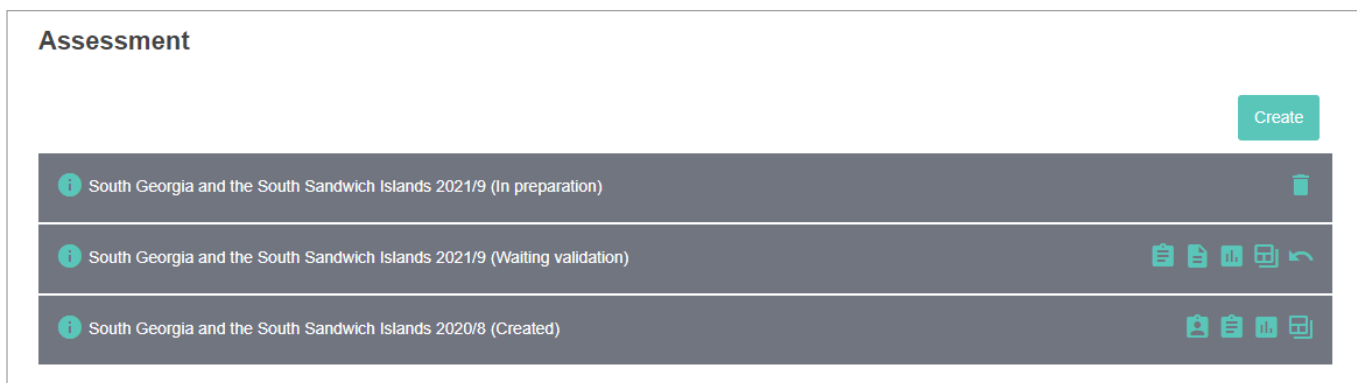 Assessment
Create
South Georgia and the South Sandwich Islands 2021/9 (In preparation)
South Georgia and the South Sandwich Islands 2021/9 (Waiting validation)
South Georgia and the South Sandwich Islands 2020/8 (Created)